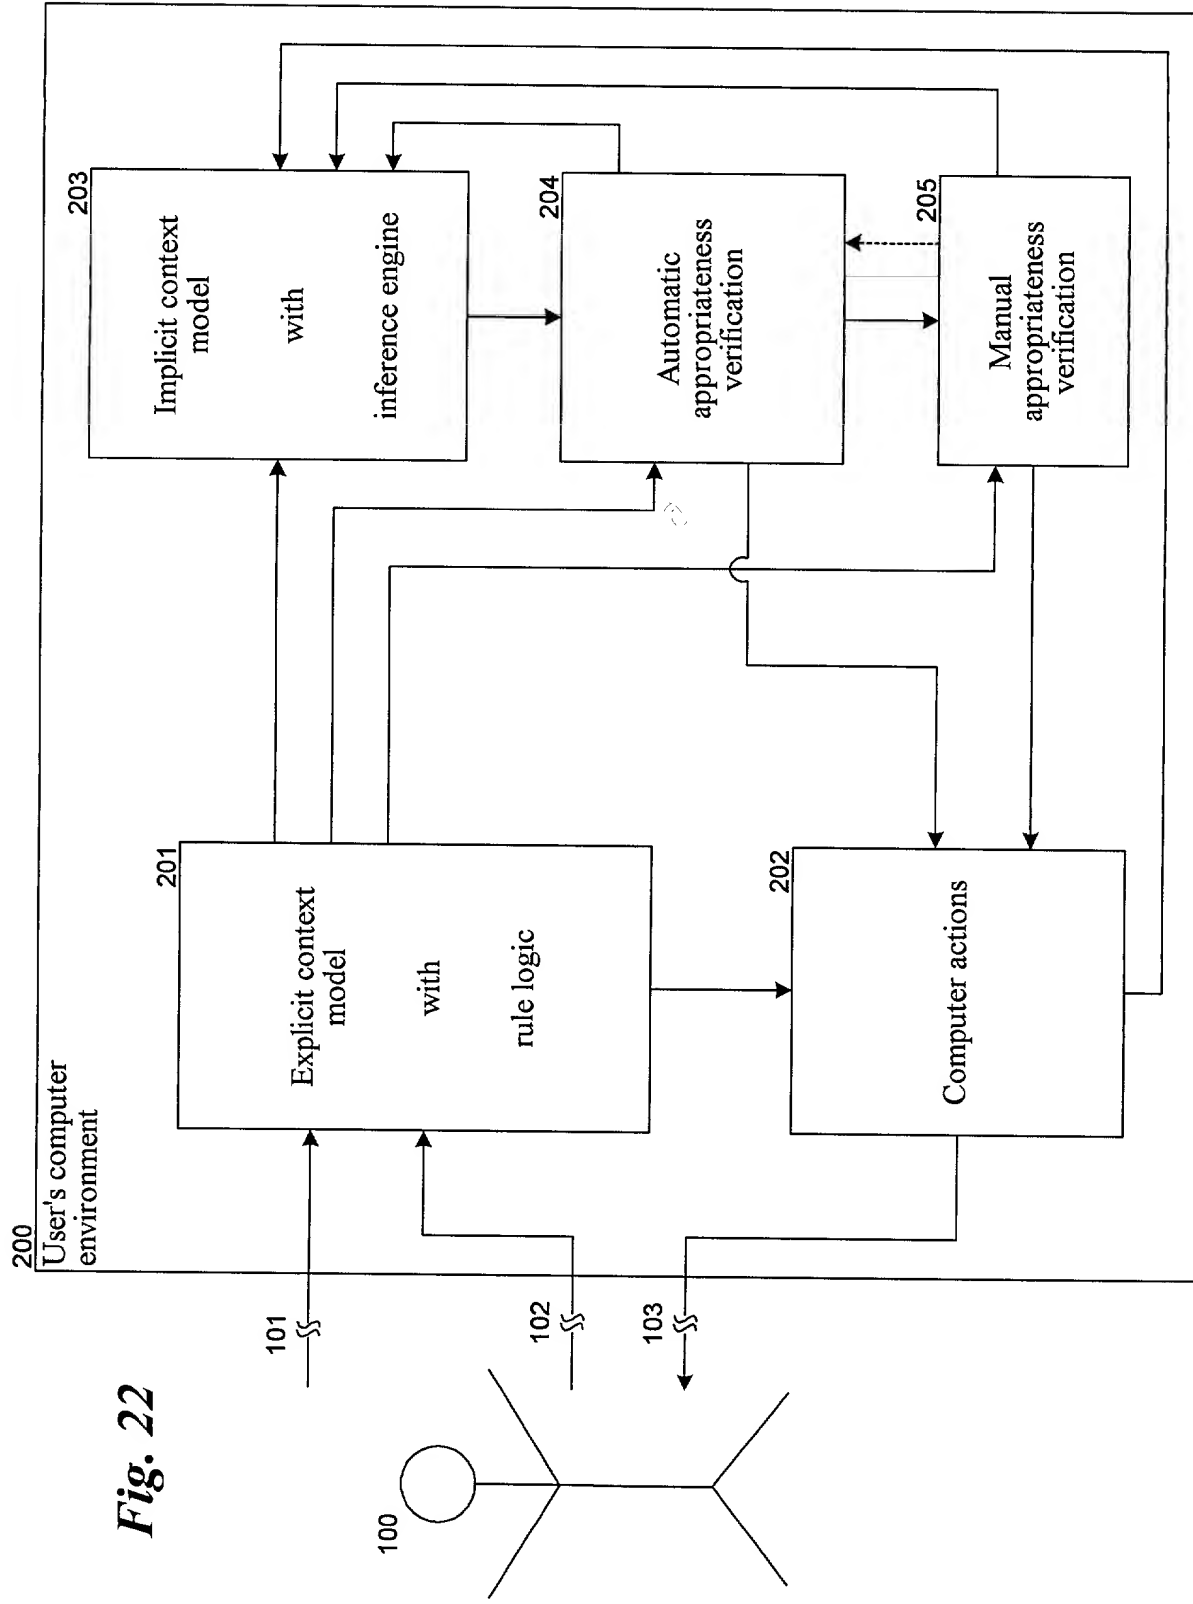 Fig. 22
200
User's computer
environment
100
101
102
103
201
Explicit context
model
with
rule logic
202
Computer actions
203
Implicit context
model
with
inference engine
204
Automatic
appropriateness
verification
205
Manual
appropriateness
verification